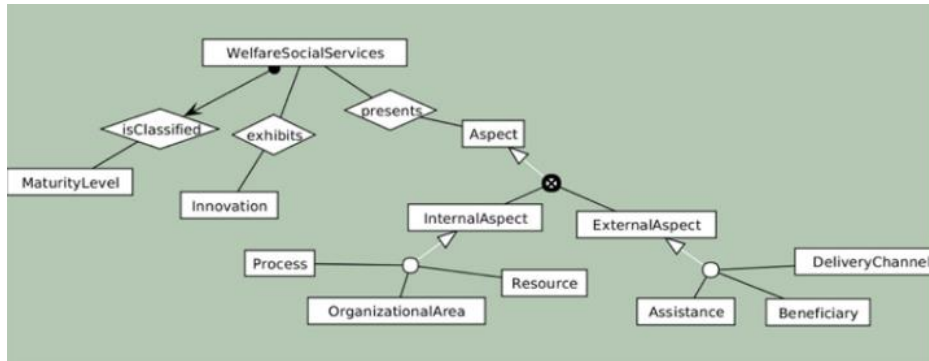 WelfareSocialServices
presents
isClassified
exhibits
Aspect
MaturityLevel
Innovation
InternalAspect
ExternalAspect
Process
DeliveryChannel
Resource
OrganizationalArea
Assistance
Beneficiary